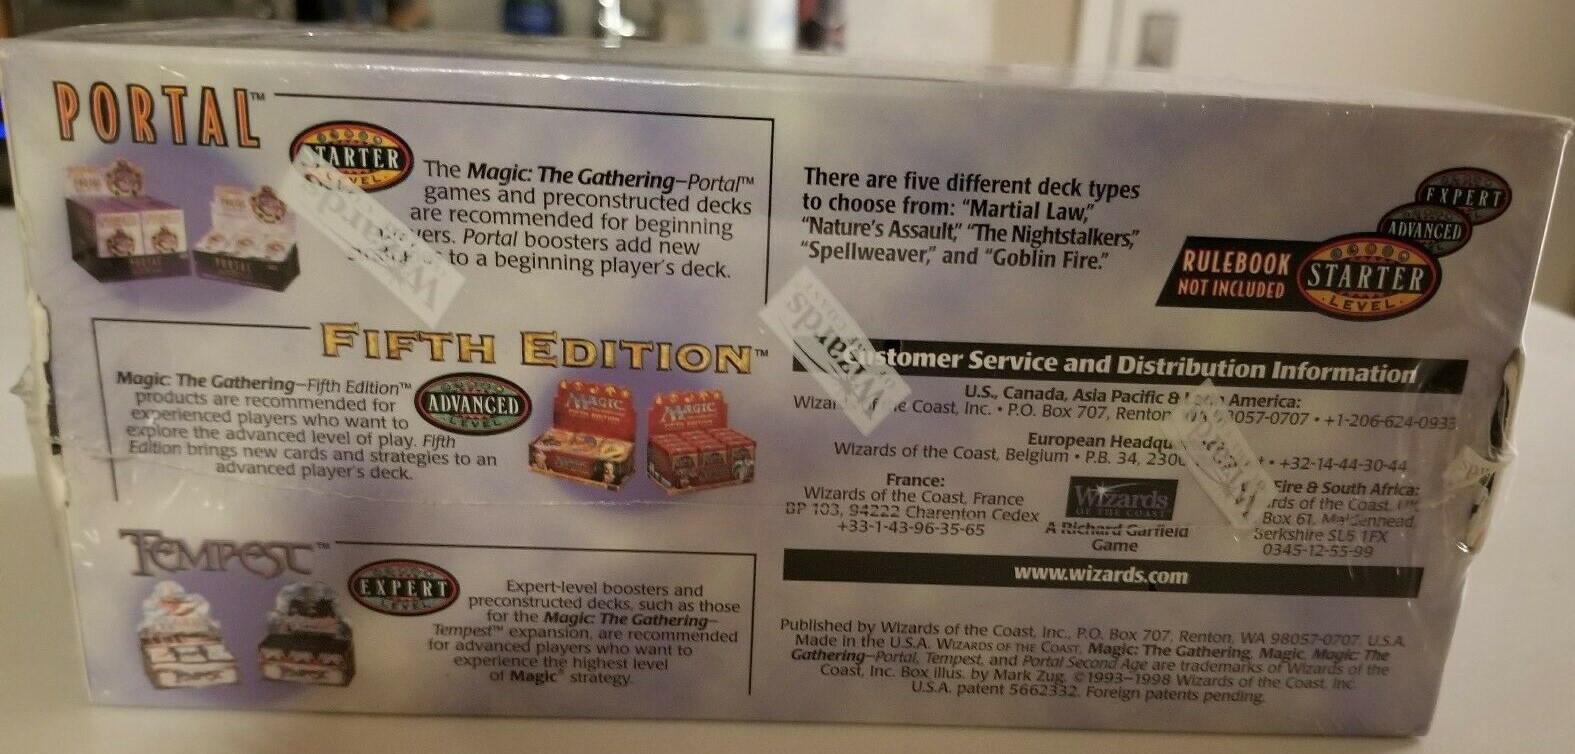 PORTAL™
STARTER
LEVEL
The Magic: The Gathering–Portal™
games and preconstructed decks
are recommended for beginning
Portal boosters add new
to a beginning player's deck.
Wizards
FIFTH EDITION™
Magic: The Gathering–Fifth Edition™
products are recommended for
experienced players who want to
explore the advanced level of play. Fifth
Edition brings new cards and strategies to an
advanced player's deck.
ADVANCED
LEVEL
MAGIC
MAGIC
TEMPEST™
EXPERT
LEVEL
Expert-level boosters and
preconstructed decks, such as those
for the Magic: The Gathering–
Tempest™ expansion, are recommended
for advanced players who want to
experience the highest level
of Magic® strategy.
There are five different deck types
to choose from: "Martial Law,"
"Nature's Assault," "The Nightstalkers,"
"Spellweaver," and "Goblin Fire."
EXPERT
ADVANCED
RULEBOOK
NOT INCLUDED
STARTER
LEVEL
Wizards
Customer Service and Distribution Information
U.S., Canada, Asia Pacific & America:
Coast, Inc. • P.O. Box 707, Renton 98057-0707 • +1-206-624-0933
European
Wizards of the Coast, Belgium • P.B. 34, • +32-14-44-30-44
France:
Wizards of the Coast, France
BP 103, 94222 Charenton Cedex
+33-1-43-96-35-65
Wizards
OF THE COAST
A Richard Garfield
Game
Eire & South Africa:
of the Coast, UK
Box 61, Maidenhead,
Berkshire SL6 1FX
0345-12-55-99
www.wizards.com
Published by Wizards of the Coast, Inc., P.O. Box 707, Renton, WA 98057-0707, U.S.A.
Made in the U.S.A. WIZARDS OF THE COAST, Magic: The Gathering, Magic, Magic: The
Gathering–Portal, Tempest, and Portal Second Age are trademarks of Wizards of the
Coast, Inc. Box illus. by Mark Zug. ©1993–1998 Wizards of the Coast, Inc.
U.S.A. patent 5662332. Foreign patents pending.